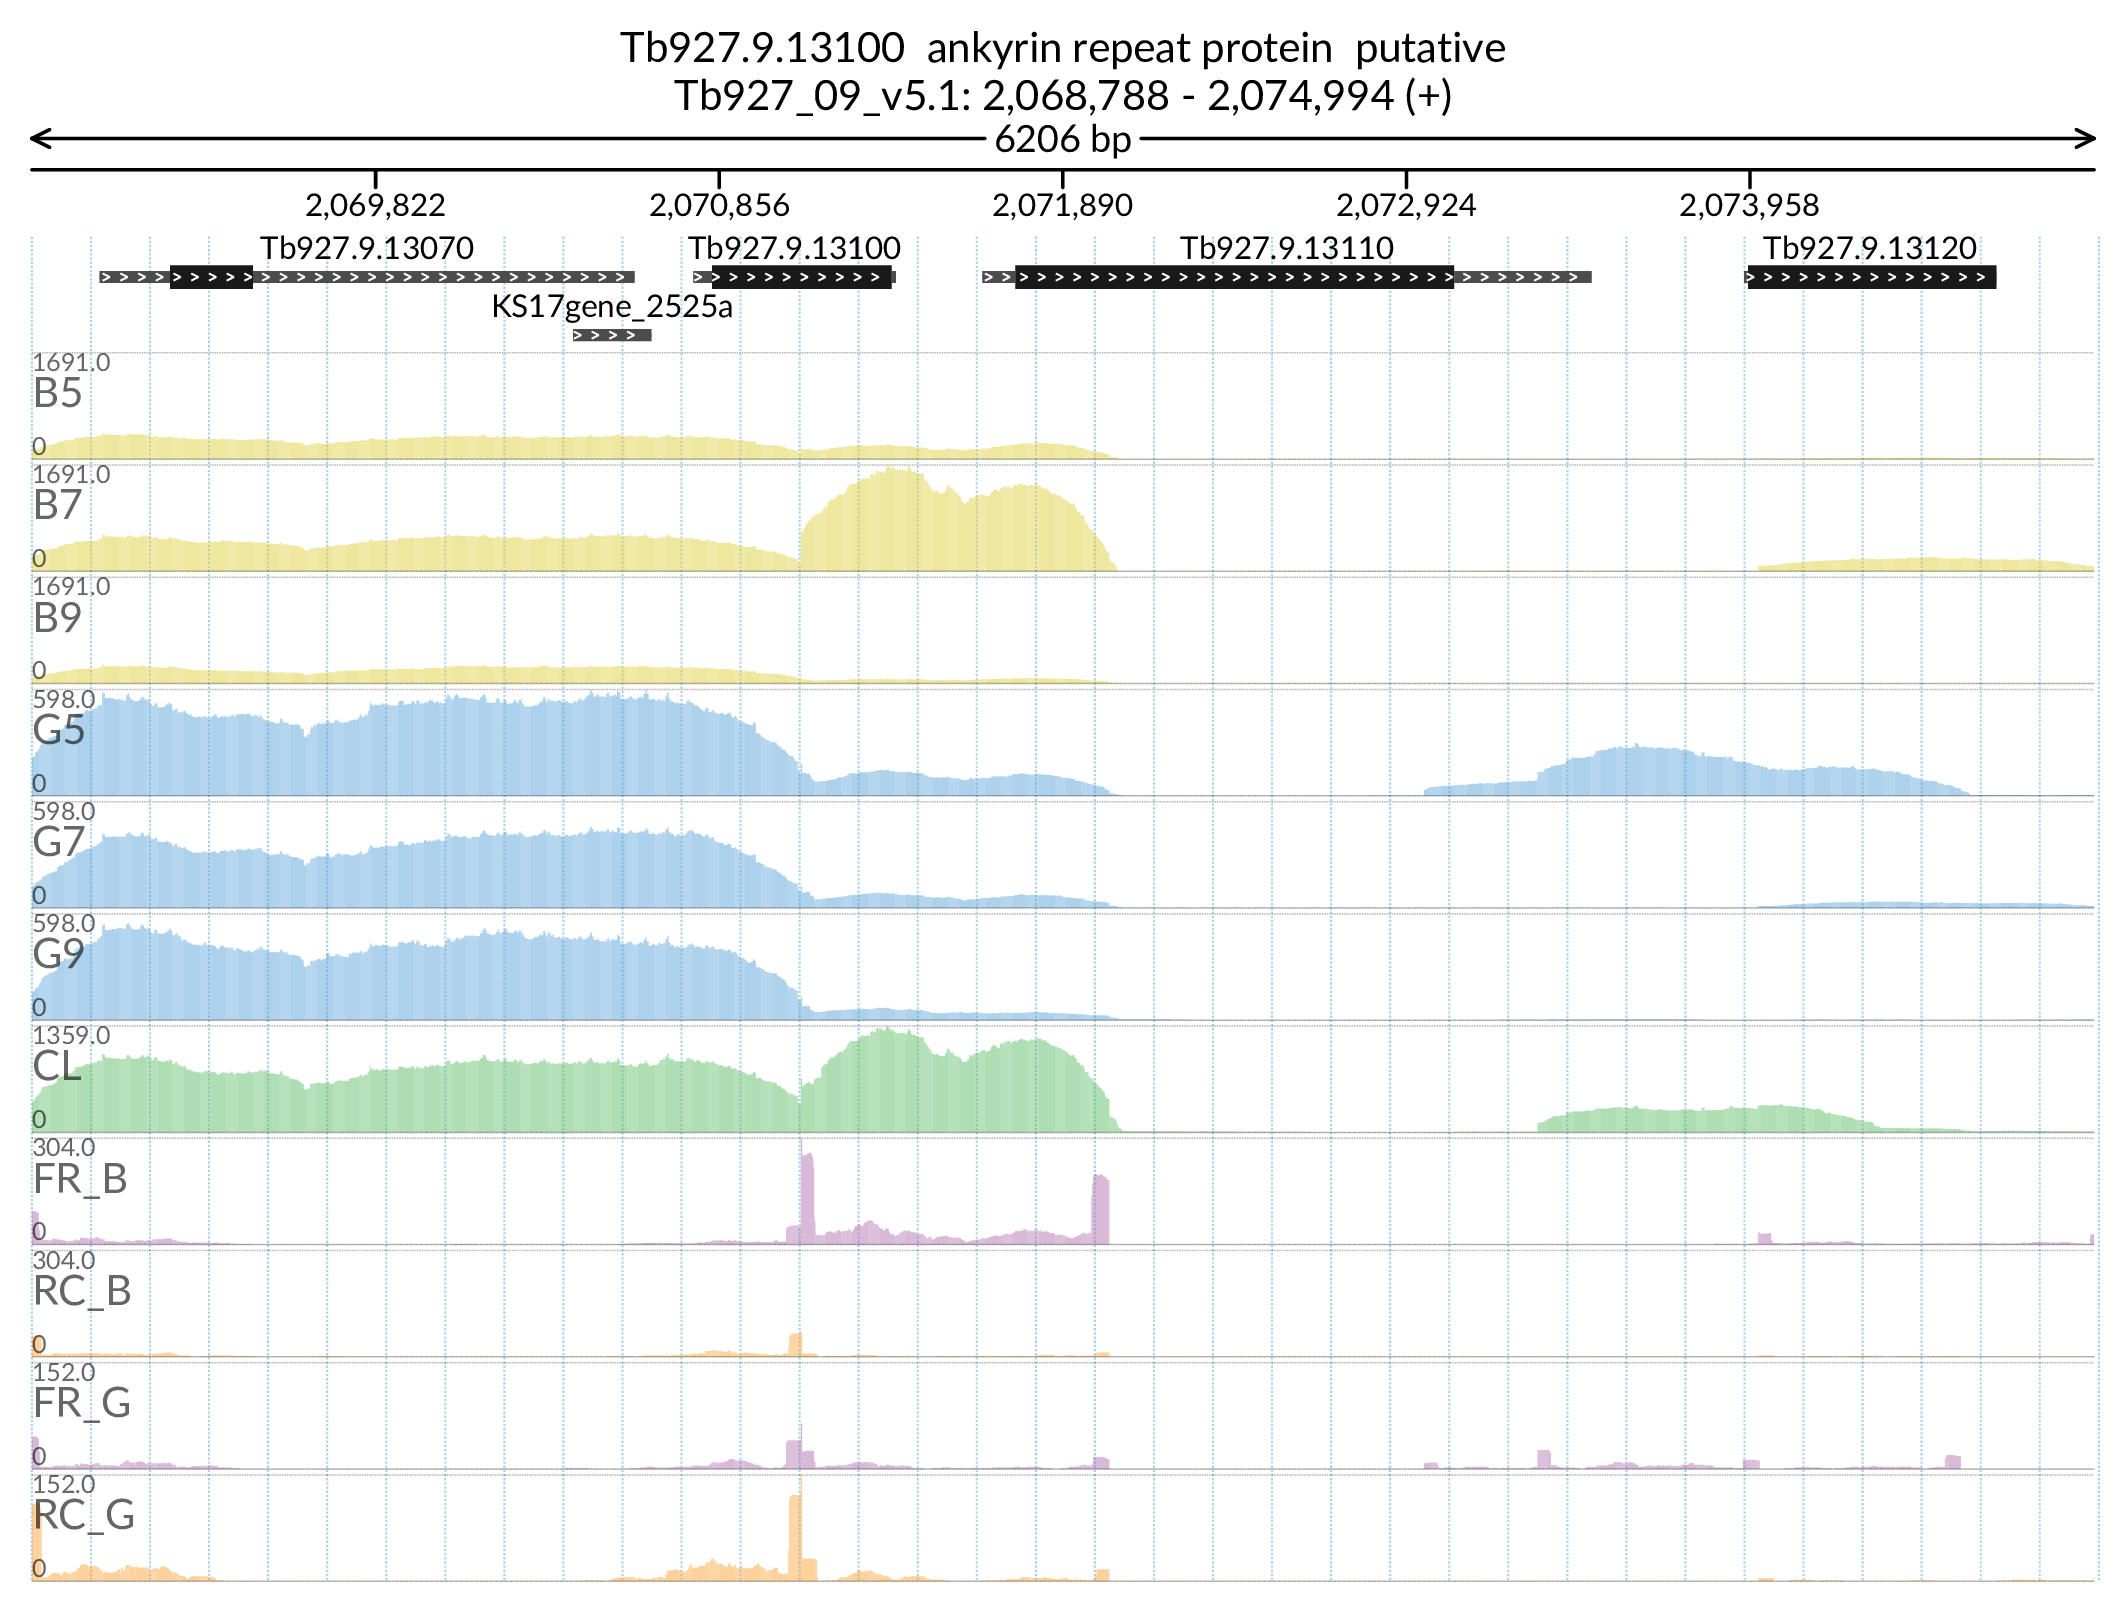 Tb927.9.13100  ankyrin repeat protein  putative
Tb927_09_v5.1: 2,068,788 - 2,074,994 (+)
6206 bp
2,069,822 2,070,856 2,071,890 2,072,924 2,073,958
Tb927.9.13070 Tb927.9.13100 Tb927.9.13110 Tb927.9.13120
KS17gene_2525a
1691.0
B5
0
1691.0
B7
0
1691.0
B9
0
598.0
G5
0
598.0
G7
0
598.0
G9
0
1359.0
CL
0
304.0
FR_B
0
304.0
RC_B
0
152.0
FR_G
0
152.0
RC_G
0